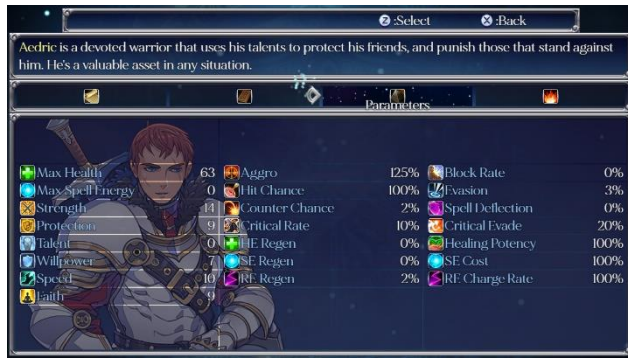 Z :Select X :Back
Aedric is a devoted warrior that uses his talents to protect his friends, and punish those that stand against
him. He's a valuable asset in any situation.
Parameters
Max Health 63 Aggro 125% Block Rate 0%
Max Spell Energy 0 Hit Chance 100% Evasion 3%
Strength 14 Counter Chance 2% Spell Deflection 0%
Protection 9 Critical Rate 10% Critical Evade 20%
Talent 0 HE Regen 0% Healing Potency 100%
Willpower 7 SE Regen 0% SE Cost 100%
Speed 10 RE Regen 2% RE Charge Rate 100%
Faith 9